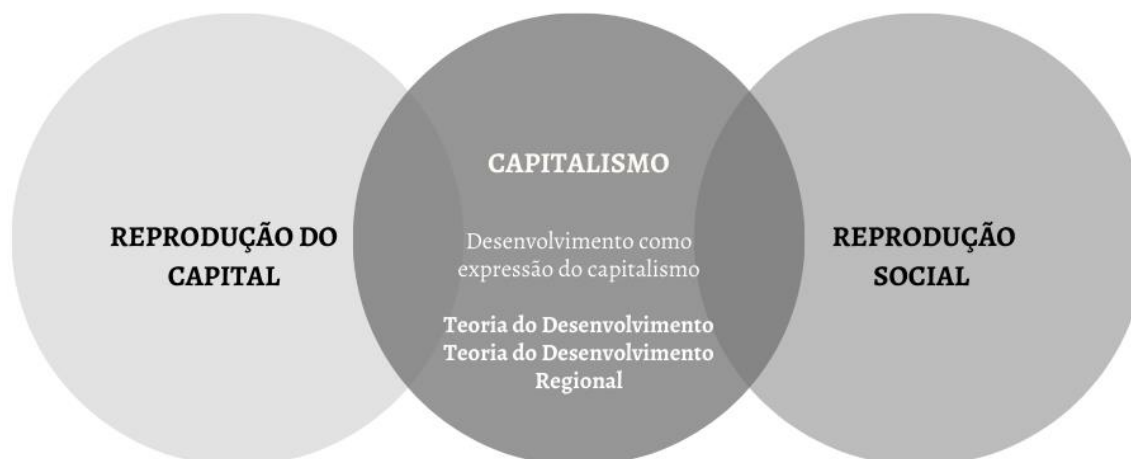 REPRODUÇÃO DO
CAPITAL
CAPITALISMO
Desenvolvimento como
expressão do capitalismo
Teoria do Desenvolvimento
Teoria do Desenvolvimento
Regional
REPRODUÇÃO
SOCIAL